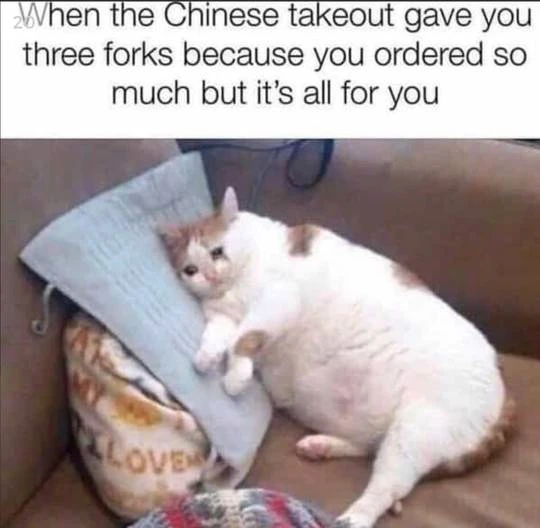 When the Chinese takeout gave you
three forks because you ordered so
much but it's all for you
MY
LOVE